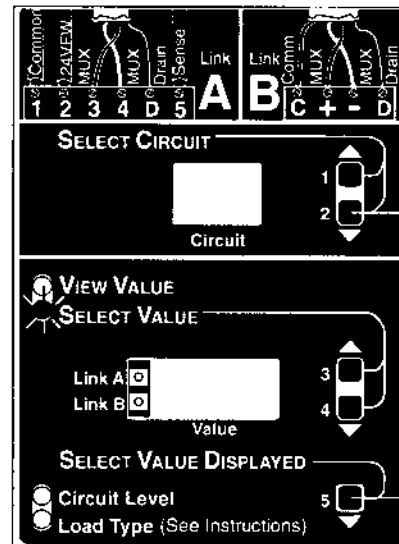 Common 24VEW MUX MUX Drain Sense Link A Link B Comm MUX MUX Drain
1 2 3 4 D 5 C + - D
SELECT CIRCUIT
1
2
Circuit
VIEW VALUE
SELECT VALUE
Link A
3
Link B
4
Value
SELECT VALUE DISPLAYED
Circuit Level
5
Load Type (See Instructions)